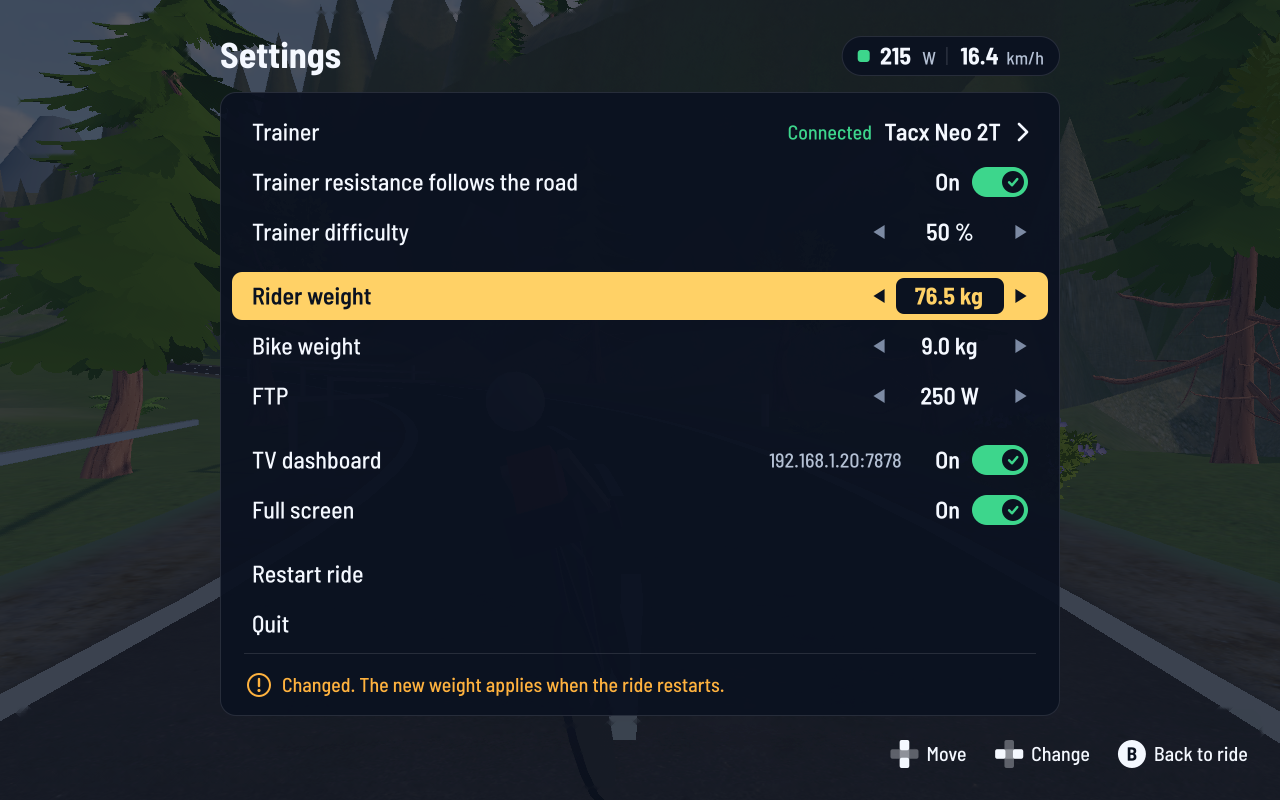 Settings
215 W 16.4 km/h
Trainer Connected Tacx Neo 2T
Trainer resistance follows the road On
Trainer difficulty 50 %
Rider weight 76.5 kg
Bike weight 9.0 kg
FTP 250 W
TV dashboard 192.168.1.20:7878 On
Full screen On
Restart ride
Quit
Changed. The new weight applies when the ride restarts.
Move Change B Back to ride